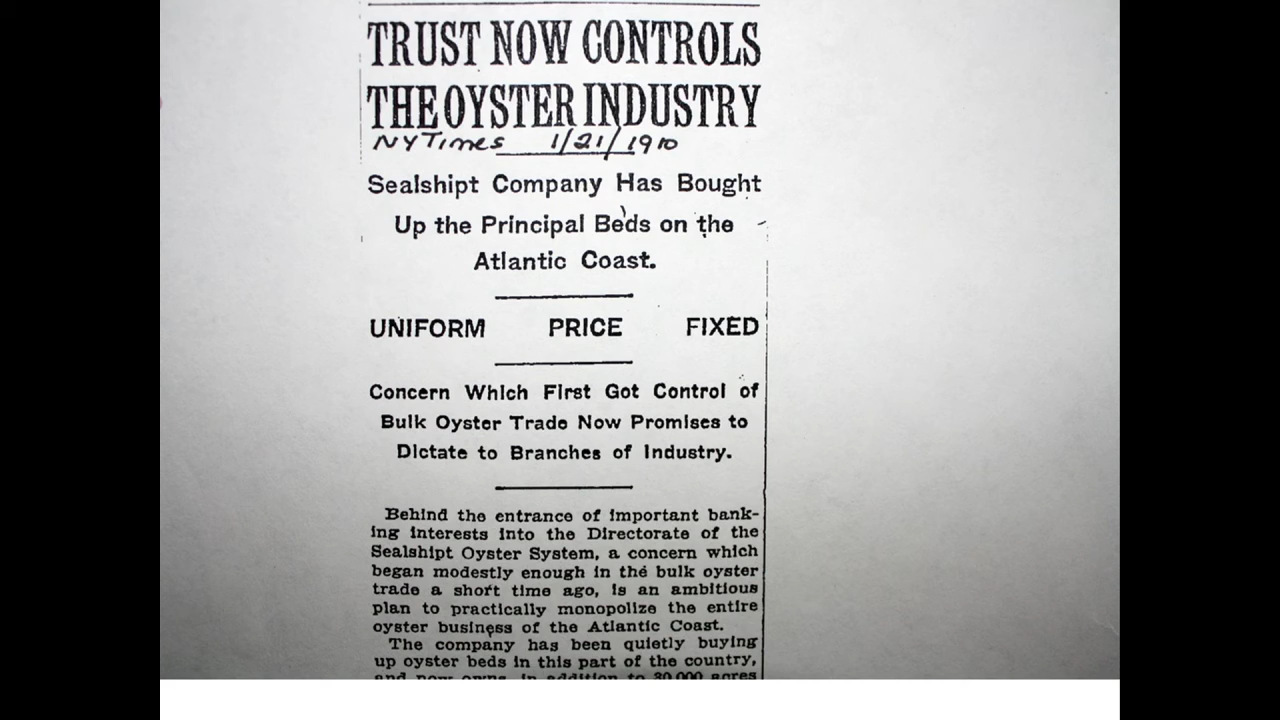 TRUST NOW CONTROLS
THE OYSTER INDUSTRY
NYTimes 1/21/1910
Sealshipt Company Has Bought
Up the Principal Beds on the
Atlantic Coast.
UNIFORM PRICE FIXED
Concern Which First Got Control of
Bulk Oyster Trade Now Promises to
Dictate to Branches of Industry.
Behind the entrance of important bank-
ing interests into the Directorate of the
Sealshipt Oyster System, a concern which
began modestly enough in the bulk oyster
trade a short time ago, is an ambitious
plan to practically monopolize the entire
oyster business of the Atlantic Coast.
The company has been quietly buying
up oyster beds in this part of the country,
and now owns, in addition to 30,000 acres